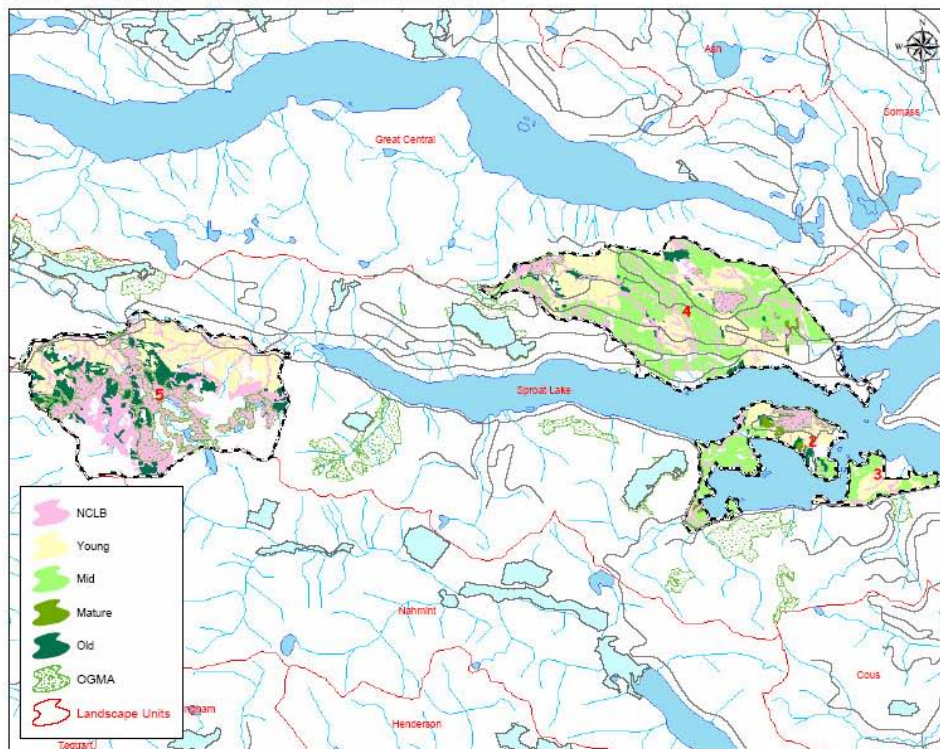 N
W
S
Ash
Somass
Great Central
4
5
Sproat Lake
2
3
NCLB
Young
Mid
Mature
Old
OGMA
Landscape Units
Nahmint
Cous
Henderson